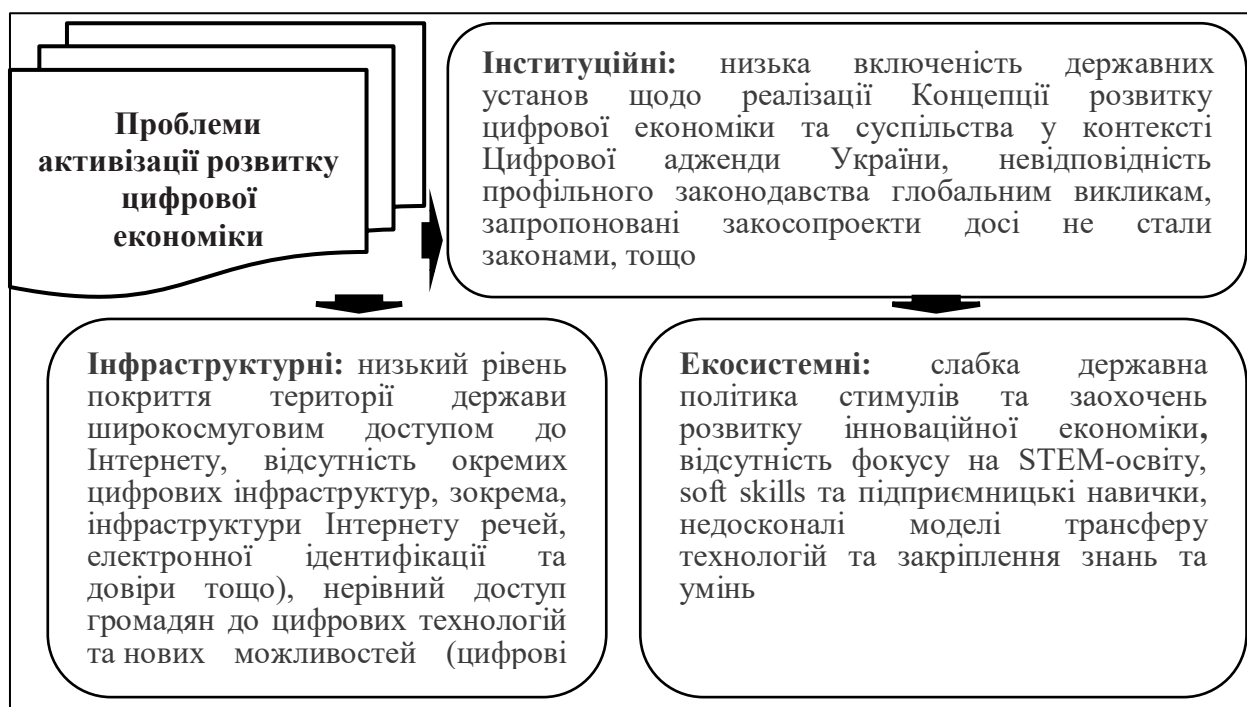 Проблеми
активізації розвитку
цифрової
економіки
Інституційні: низька включеність державних
установ щодо реалізації Концепції розвитку
цифрової економіки та суспільства у контексті
Цифрової адженди України, невідповідність
профільного законодавства глобальним викликам,
запропоновані закосопроекти досі не стали
законами, тощо
Інфраструктурні: низький рівень
покриття території держави
широкосмуговим доступом до
Інтернету, відсутність окремих
цифрових інфраструктур, зокрема,
інфраструктури Інтернету речей,
електронної ідентифікації та
довіри тощо), нерівний доступ
громадян до цифрових технологій
та нових можливостей (цифрові
Екосистемні: слабка державна
політика стимулів та заохочень
розвитку інноваційної економіки,
відсутність фокусу на STEM-освіту,
soft skills та підприємницькі навички,
недосконалі моделі трансферу
технологій та закріплення знань та
умінь